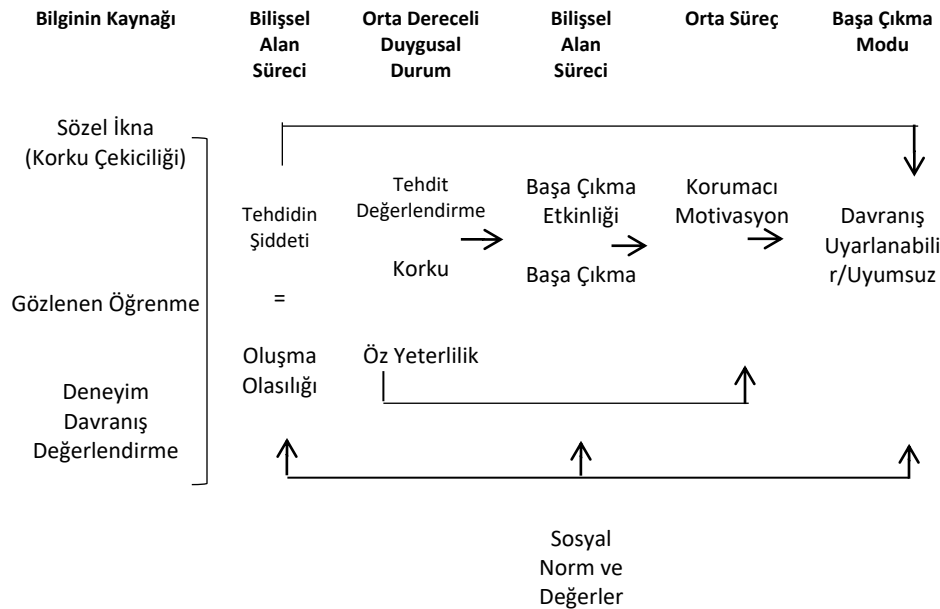 Bilginin Kaynağı
Bilişsel
Alan
Süreci
Orta Dereceli
Duygusal
Durum
Bilişsel
Alan
Süreci
Orta Süreç
Başa Çıkma
Modu
Sözel İkna
(Korku Çekiciliği)
Gözlenen Öğrenme
Deneyim
Davranış
Değerlendirme
Tehdidin
Şiddeti
=
Oluşma
Olasılığı
Tehdit
Değerlendirme
Korku
Öz Yeterlilik
Başa Çıkma
Etkinliği
Başa Çıkma
Korumacı
Motivasyon
Davranış
Uyarlanabili
r/Uyumsuz
Sosyal
Norm ve
Değerler